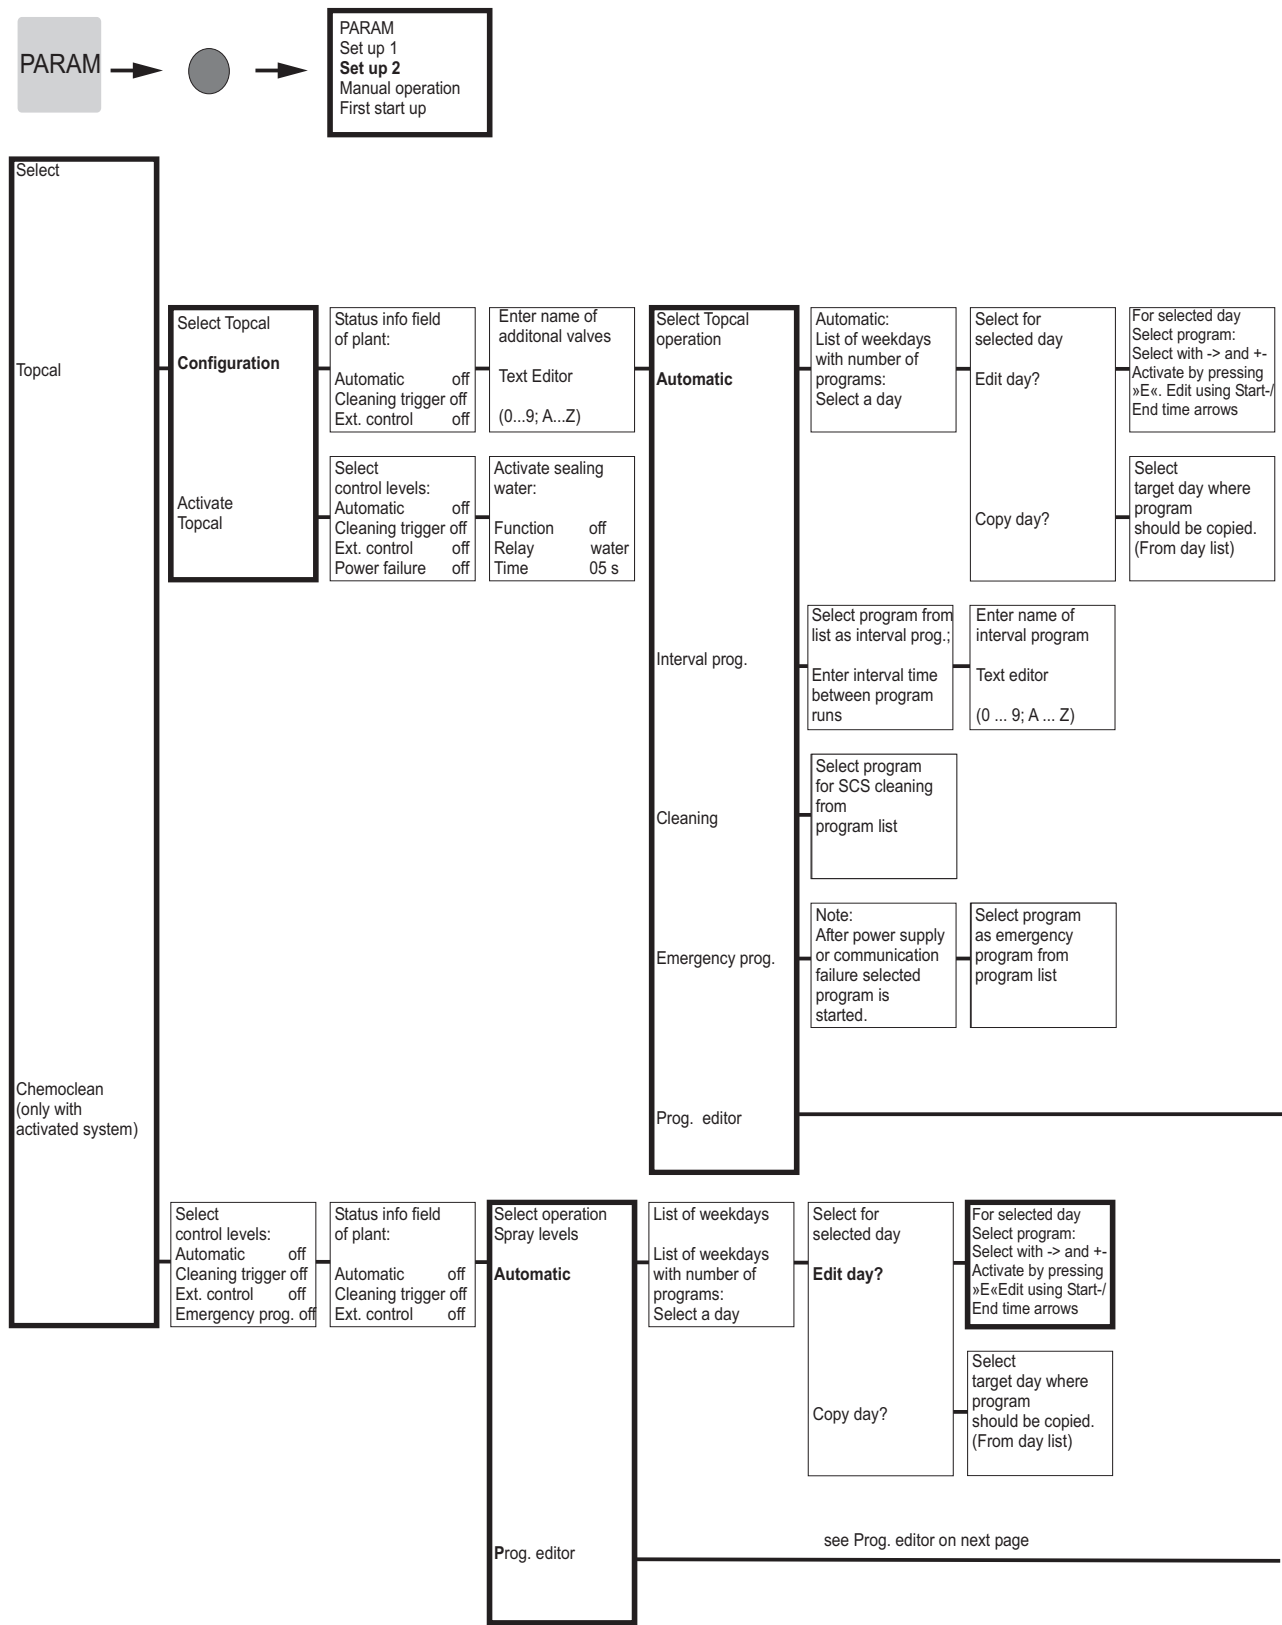 PARAM
PARAM
Set up 1
Set up 2
Manual operation
First start up
Select
Topcal
Chemoclean
(only with
activated system)
Select Topcal
Configuration
Activate
Topcal
Status info field
of plant:
Automatic off
Cleaning trigger off
Ext. control off
Enter name of
additonal valves
Text Editor
(0...9; A...Z)
Select
control levels:
Automatic off
Cleaning trigger off
Ext. control off
Power failure off
Activate sealing
water:
Function off
Relay water
Time 05 s
Select Topcal
operation
Automatic
Interval prog.
Cleaning
Emergency prog.
Prog. editor
Automatic:
List of weekdays
with number of
programs:
Select a day
Select for
selected day
Edit day?
Copy day?
For selected day
Select program:
Select with -> and +-
Activate by pressing
»E«. Edit using Start-/
End time arrows
Select
target day where
program
should be copied.
(From day list)
Select program from
list as interval prog.;
Enter interval time
between program
runs
Enter name of
interval program
Text editor
(0 ... 9; A ... Z)
Select program
for SCS cleaning
from
program list
Note:
After power supply
or communication
failure selected
program is
started.
Select program
as emergency
program from
program list
Select
control levels:
Automatic off
Cleaning trigger off
Ext. control off
Emergency prog. off
Status info field
of plant:
Automatic off
Cleaning trigger off
Ext. control off
Select operation
Spray levels
Automatic
Prog. editor
List of weekdays
List of weekdays
with number of
programs:
Select a day
Select for
selected day
Edit day?
Copy day?
For selected day
Select program:
Select with -> and +-
Activate by pressing
»E«Edit using Start-/
End time arrows
Select
target day where
program
should be copied.
(From day list)
see Prog. editor on next page